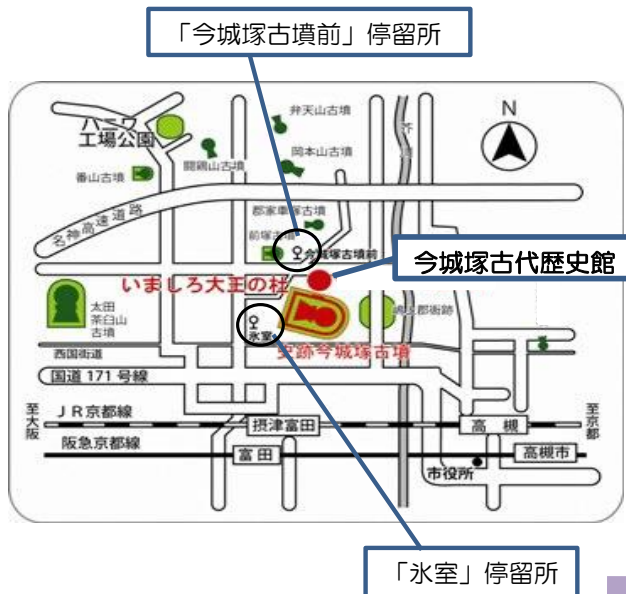 「今城塚古墳前」停留所
弁天山古墳
N
ハニワ
工場公園
芥
岡本山古墳
闘鶏山古墳
番山古墳
郡家車塚古墳
名神高速道路
前塚古墳
今城塚古墳前
今城塚古代歴史館
いましろ大王の杜
太田
茶臼山
古墳
氷室
史跡今城塚古墳
西国街道
国道171号線
至大阪
至京都
JR京都線
摂津富田
高槻
阪急京都線
富田
高槻市
市役所
「氷室」停留所